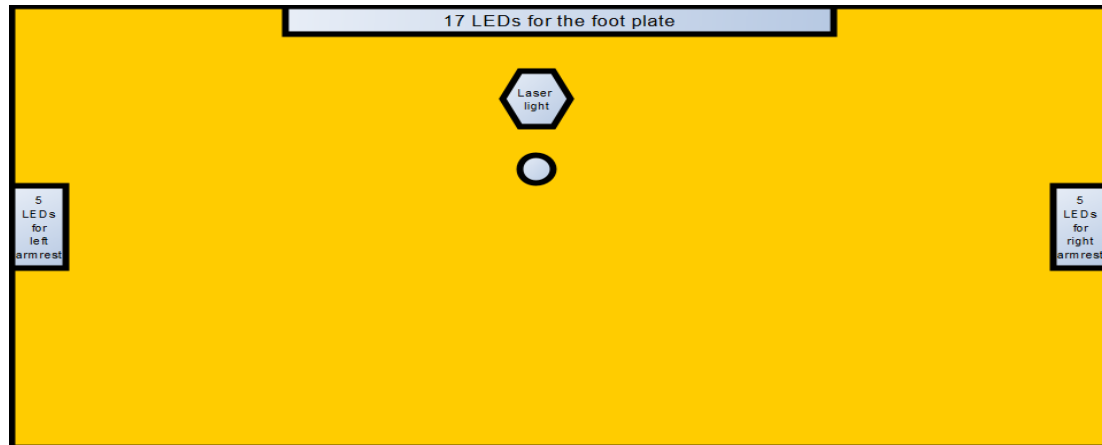 17 LEDs for the foot plate
Laser
light
5
LEDs
for
left
armrest
5
LEDs
for
right
armrest